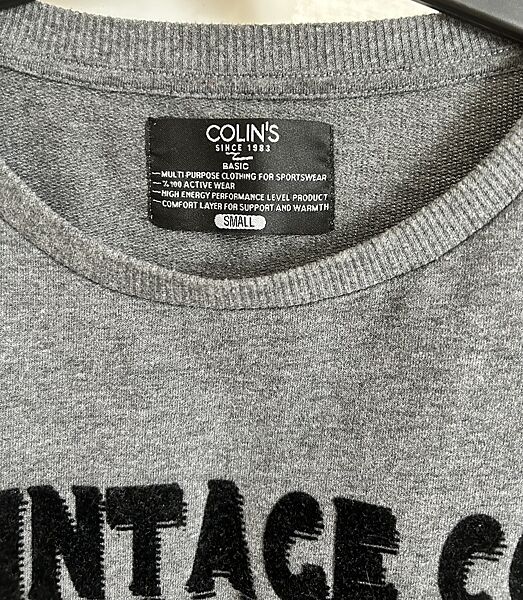 COLIN'S
SINCE 1983
BASIC
—MULTI-PURPOSE CLOTHING FOR SPORTSWEAR
—% 100 ACTIVE WEAR
—HIGH ENERGY PERFORMANCE LEVEL PRODUCT
—COMFORT LAYER FOR SUPPORT AND WARMTH
SMALL
INTAGE CO